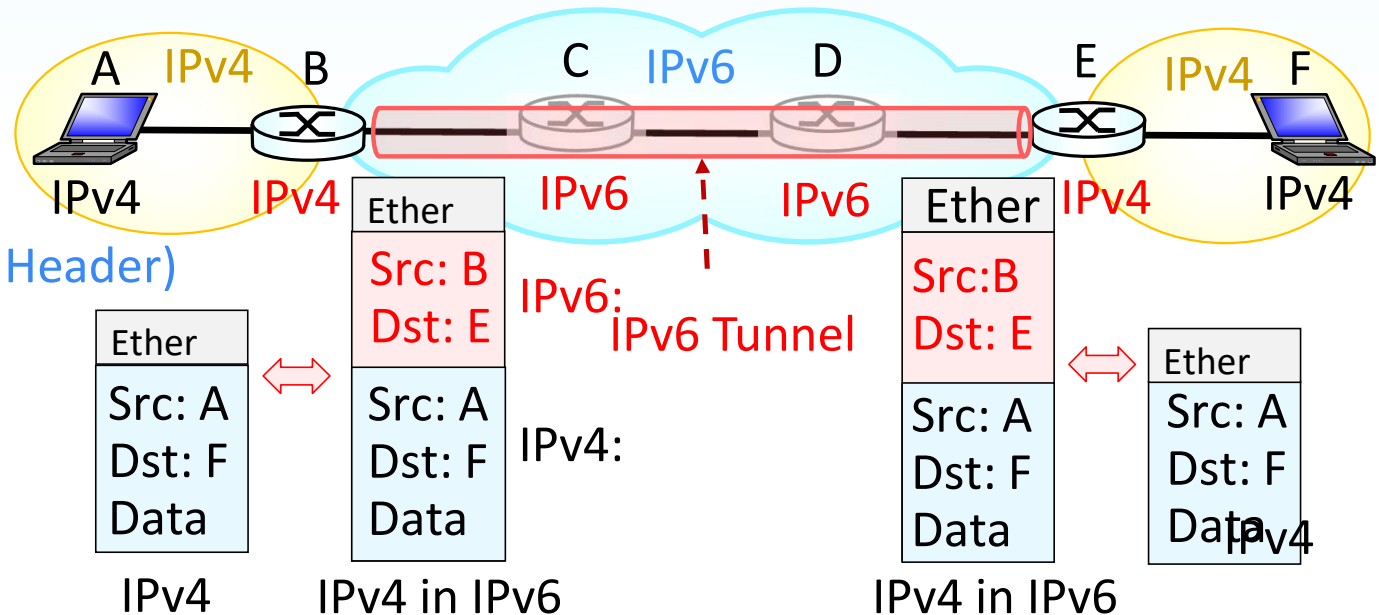 A
IPv4
B
C
IPv6
D
E
IPv4
F
IPv4
IPv4
IPv6
IPv6
IPv4
IPv4
Header)
Ether
Src: A
Dst: F
Data
IPv4
Ether
Src: B
Dst: E
Src: A
Dst: F
Data
IPv4 in IPv6
IPv6:
IPv6 Tunnel
IPv4:
Ether
Src:B
Dst: E
Src: A
Dst: F
Data
IPv4 in IPv6
Ether
Src: A
Dst: F
Data
IPv4